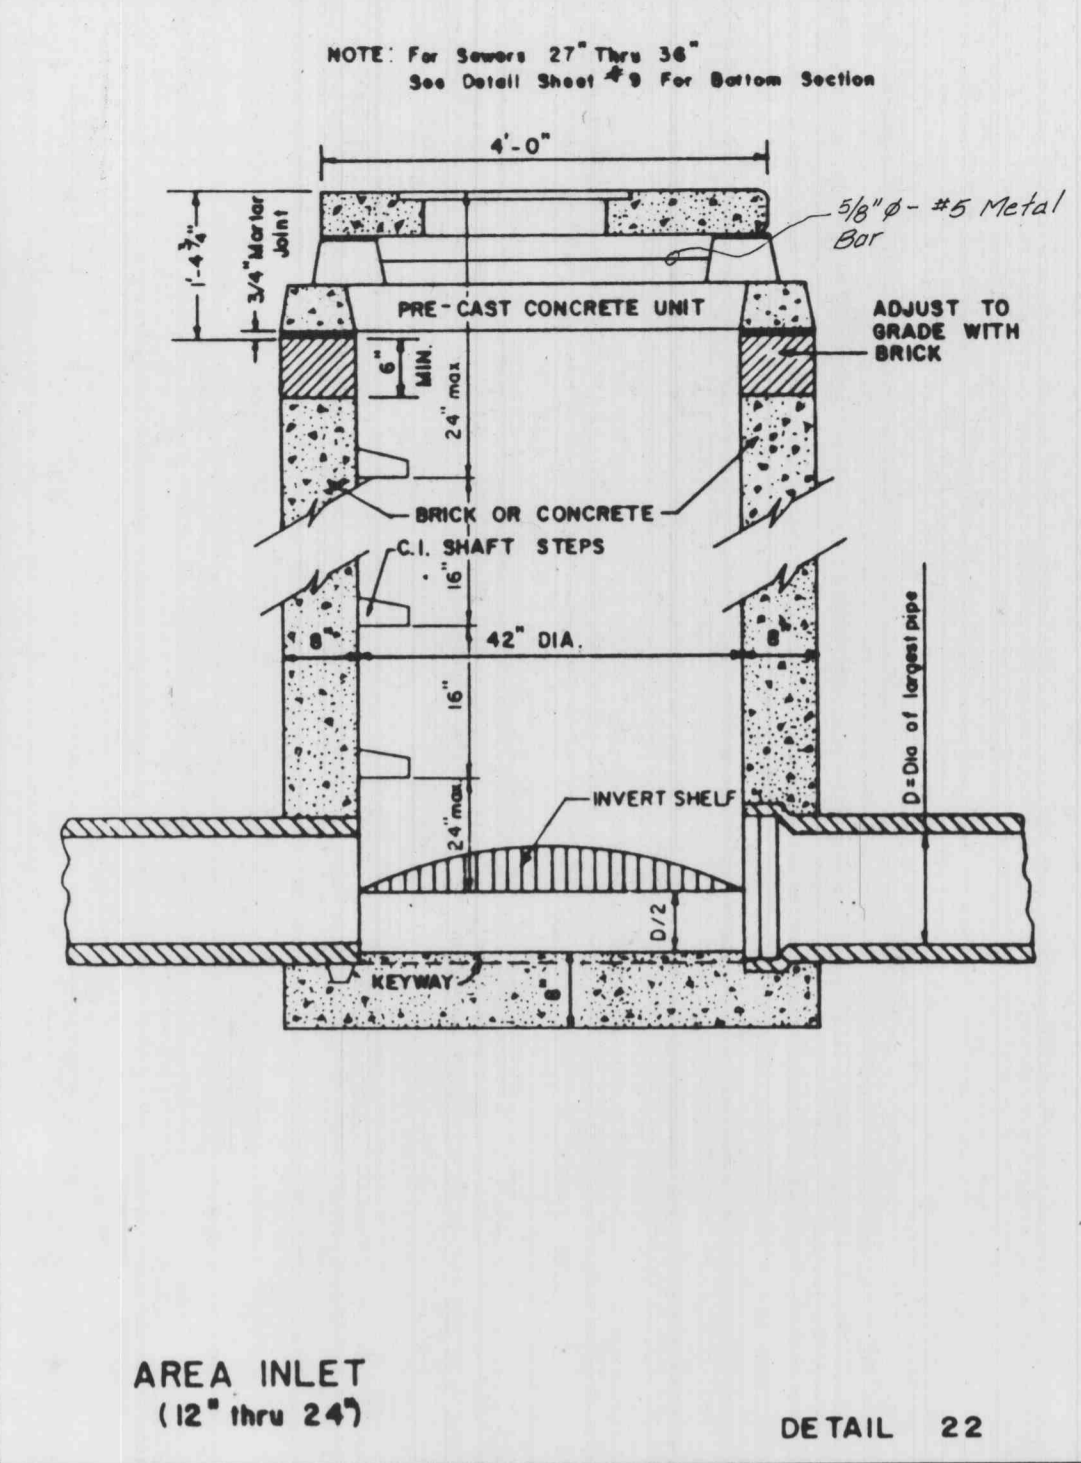 NOTE: For Sewers 27" Thru 36"
See Detail Sheet #9 For Bottom Section
4'-0"
1'-4 3/4"
3/4" Mortar
Joint
5/8" ø - #5 Metal
Bar
PRE-CAST CONCRETE UNIT
ADJUST TO
GRADE WITH
BRICK
6"
MIN.
24" max
BRICK OR CONCRETE
C.I. SHAFT STEPS
16"
8"
42" DIA.
8"
16"
D=Dia of largest pipe
24" max
INVERT SHELF
D/2
KEYWAY
8"
AREA INLET
(12" thru 24")
DETAIL 22